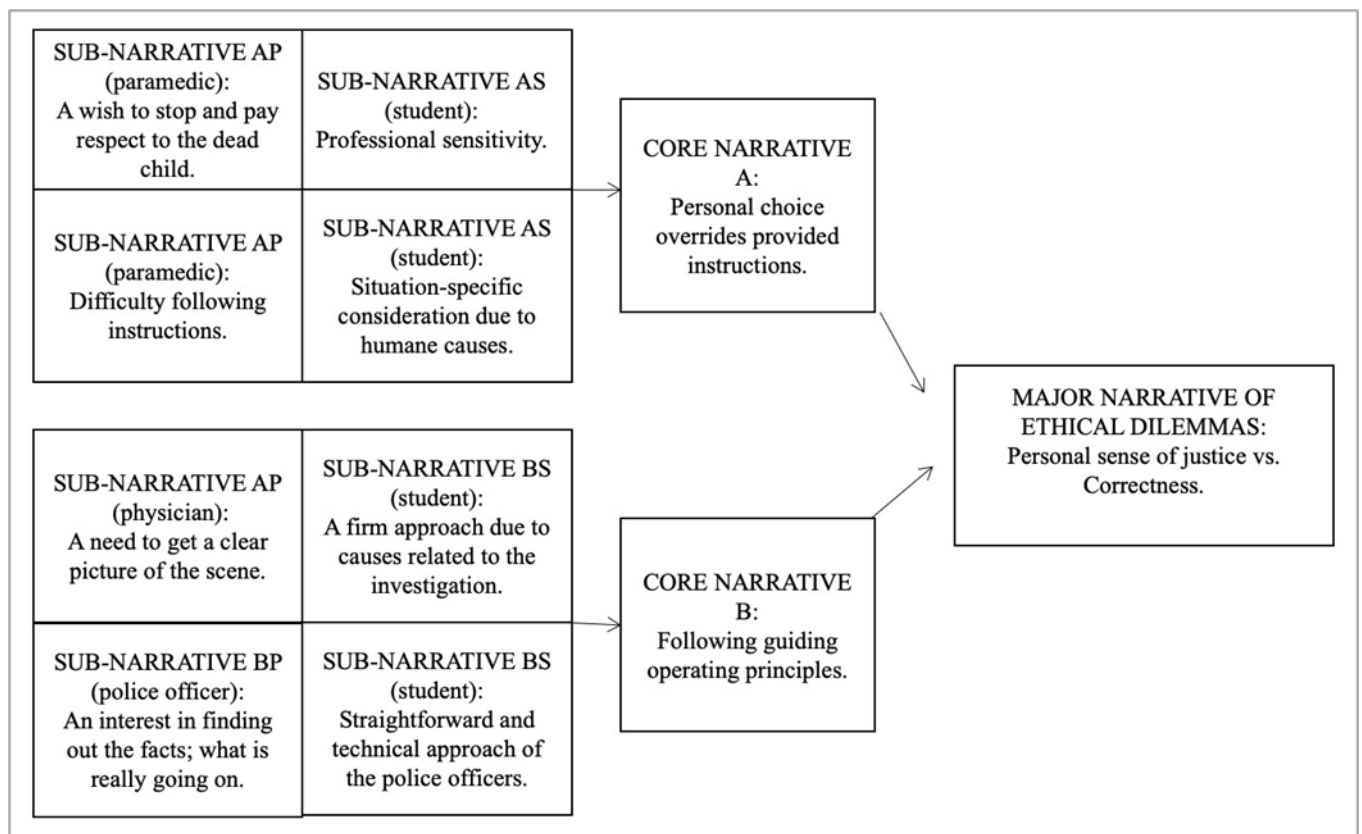 SUB-NARRATIVE AP
(paramedic):
A wish to stop and pay
respect to the dead
child.
SUB-NARRATIVE AS
(student):
Professional sensitivity.
SUB-NARRATIVE AP
(paramedic):
Difficulty following
instructions.
SUB-NARRATIVE AS
(student):
Situation-specific
consideration due to
humane causes.
CORE NARRATIVE
A:
Personal choice
overrides provided
instructions.
SUB-NARRATIVE AP
(physician):
A need to get a clear
picture of the scene.
SUB-NARRATIVE BS
(student):
A firm approach due to
causes related to the
investigation.
SUB-NARRATIVE BP
(police officer):
An interest in finding
out the facts; what is
really going on.
SUB-NARRATIVE BS
(student):
Straightforward and
technical approach of
the police officers.
CORE NARRATIVE
B:
Following guiding
operating principles.
MAJOR NARRATIVE OF
ETHICAL DILEMMAS:
Personal sense of justice vs.
Correctness.